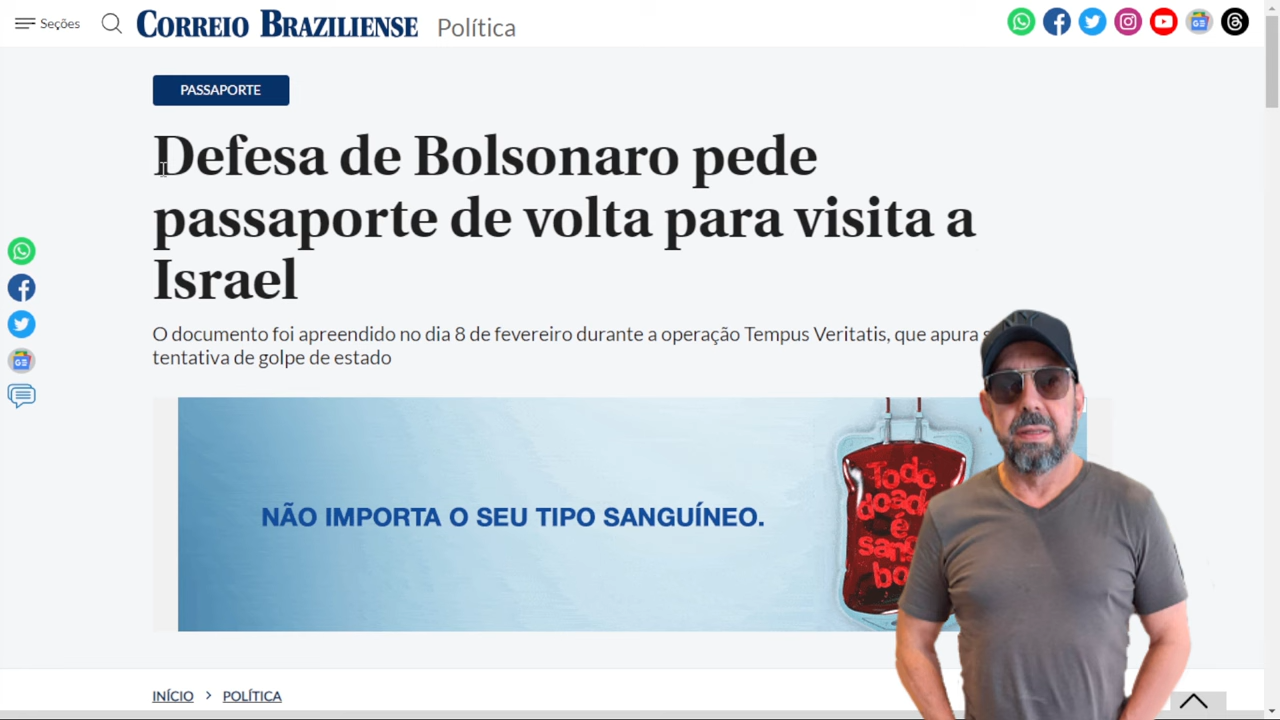 Seções
CORREIO BRAZILIENSE
Política
PASSAPORTE
Defesa de Bolsonaro pede
passaporte de volta para visita a
Israel
O documento foi apreendido no dia 8 de fevereiro durante a operação Tempus Veritatis, que apura
tentativa de golpe de estado
NÃO IMPORTA O SEU TIPO SANGUÍNEO.
Todo
é
INÍCIO > POLÍTICA